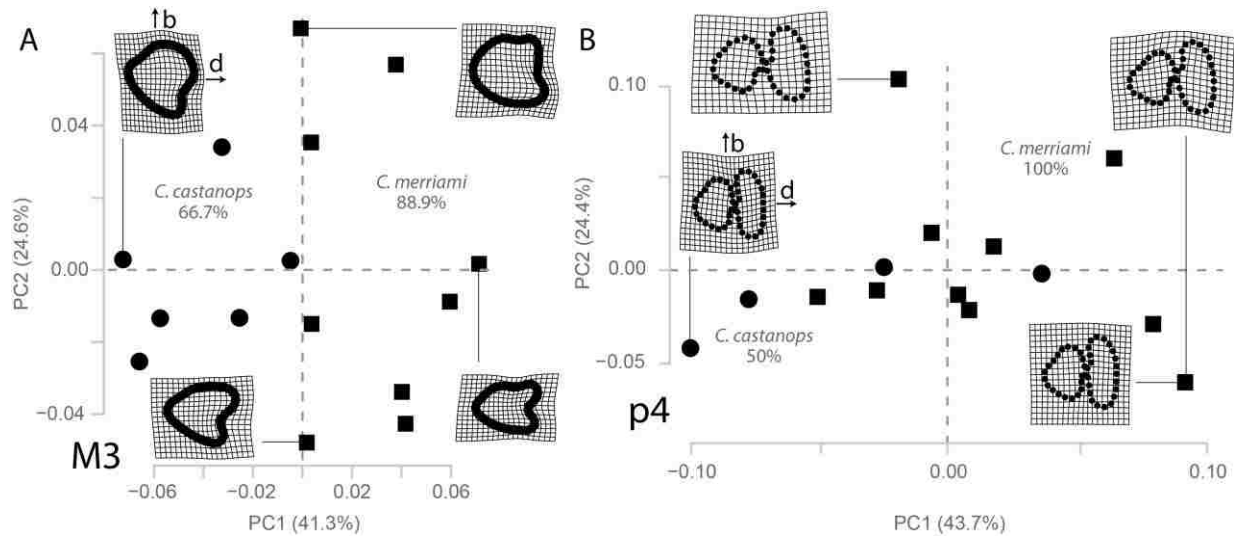 A
b
d
0.04
C. castanops
66.7%
C. merriami
88.9%
PC2 (24.6%)
0.00
−0.04
M3
−0.06
−0.02
0.02
0.06
PC1 (41.3%)
B
0.10
b
d
C. merriami
100%
PC2 (24.4%)
0.00
C. castanops
50%
−0.05
p4
−0.10
0.00
0.10
PC1 (43.7%)